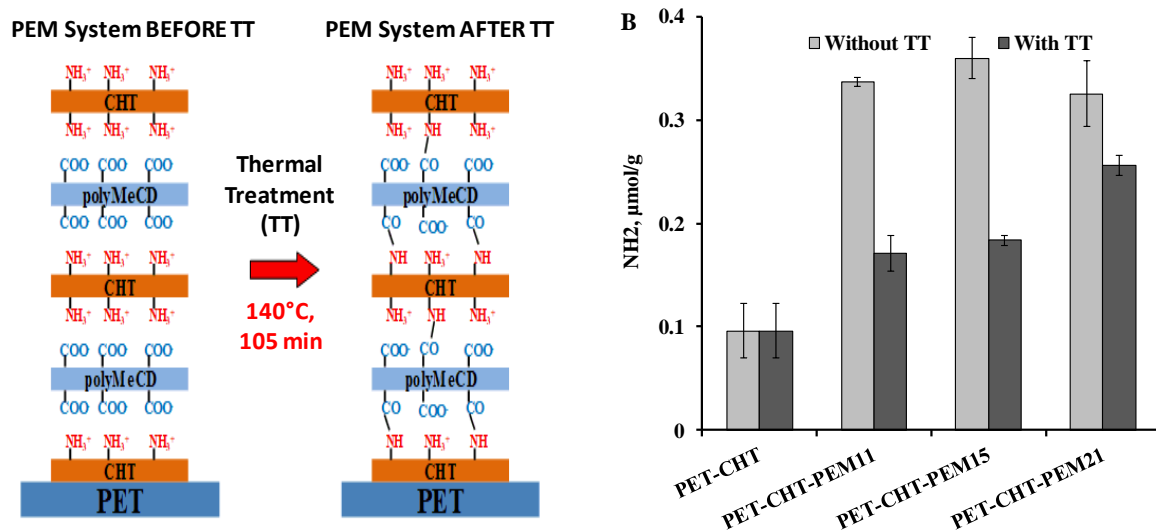 PEM System BEFORE TT
NH₃⁺ NH₃⁺ NH₃⁺
CHT
NH₃⁺ NH₃⁺ NH₃⁺
COO⁻ COO⁻ COO⁻
polyMeCD
COO⁻ COO⁻ COO⁻
NH₃⁺ NH₃⁺ NH₃⁺
CHT
NH₃⁺ NH₃⁺ NH₃⁺
COO⁻ COO⁻ COO⁻
polyMeCD
COO⁻ COO⁻ COO⁻
NH₃⁺ NH₃⁺ NH₃⁺
CHT
PET
Thermal
Treatment
(TT)
140°C,
105 min
PEM System AFTER TT
NH₃⁺ NH₃⁺ NH₃⁺
CHT
NH₃⁺ NH NH₃⁺
COO⁻ CO COO⁻
polyMeCD
CO COO⁻ CO
NH NH₃⁺ NH
CHT
NH₃⁺ NH NH₃⁺
COO⁻ CO COO⁻
polyMeCD
CO COO⁻ CO
NH NH₃⁺ NH
CHT
PET
B
Without TT
With TT
NH2, µmol/g
0.4
0.3
0.2
0.1
0
PET-CHT
PET-CHT-PEM11
PET-CHT-PEM15
PET-CHT-PEM21